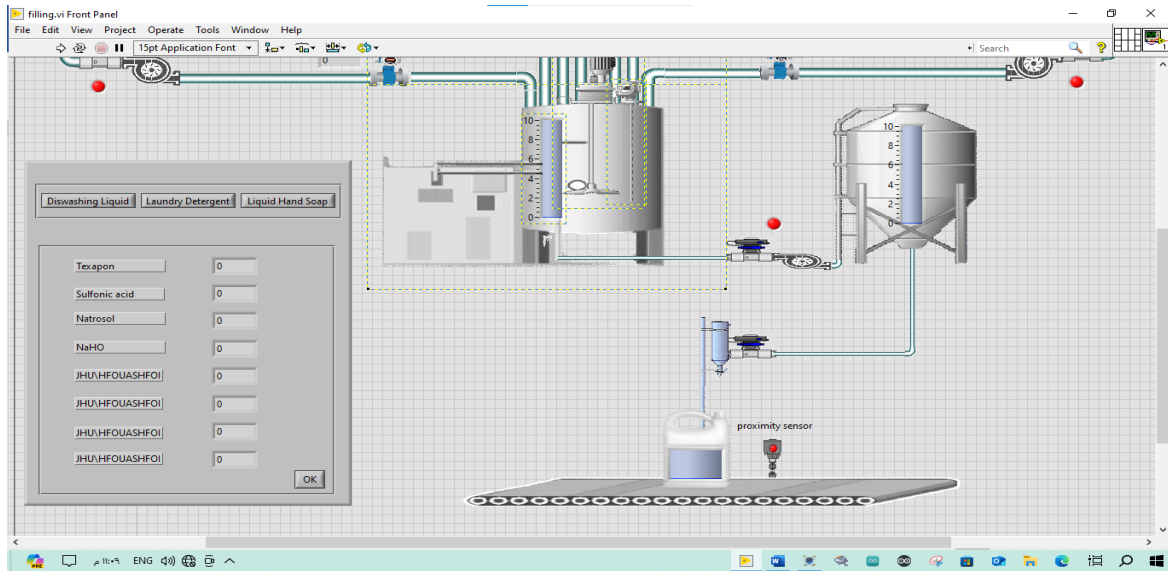 filling.vi Front Panel
File Edit View Project Operate Tools Window Help
15pt Application Font
Search
0
10
8
6
4
2
0
10
8
6
4
2
0
Diswashing Liquid Laundry Detergent Liquid Hand Soap
Texapon 0
Sulfonic acid 0
Natrosol 0
NaHO 0
JHU\HFOUASHFOI 0
JHU\HFOUASHFOI 0
JHU\HFOUASHFOI 0
JHU\HFOUASHFOI 0
OK
proximity sensor
م ١١:٠٩ ENG